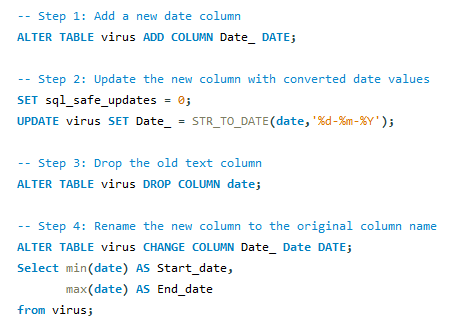 -- Step 1: Add a new date column
ALTER TABLE virus ADD COLUMN Date_ DATE;
-- Step 2: Update the new column with converted date values
SET sql_safe_updates = 0;
UPDATE virus SET Date_ = STR_TO_DATE(date,'%d-%m-%Y');
-- Step 3: Drop the old text column
ALTER TABLE virus DROP COLUMN date;
-- Step 4: Rename the new column to the original column name
ALTER TABLE virus CHANGE COLUMN Date_ Date DATE;
Select min(date) AS Start_date,
max(date) AS End_date
from virus;